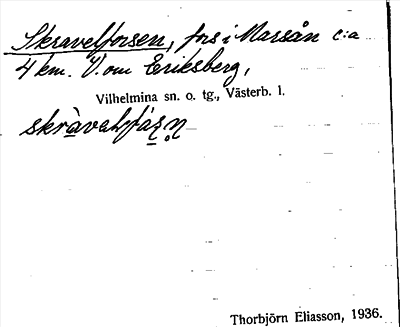 Skravelforsen, fors i Marsån c:a
4 km. V. om Eriksberg,
Vilhelmina sn. o. tg., Västerb. l.
Thorbjörn Eliasson, 1936.